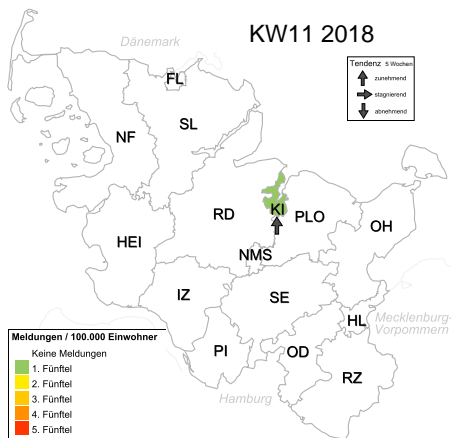 KW11 2018
Dänemark
Tendenz 5 Wochen
zunehmend
stagnierend
abnehmend
FL
SL
NF
KI
RD
PLO
OH
HEI
NMS
IZ
SE
HL
Mecklenburg-
Vorpommern
PI
OD
RZ
Hamburg
Meldungen / 100.000 Einwohner
Keine Meldungen
1. Fünftel
2. Fünftel
3. Fünftel
4. Fünftel
5. Fünftel